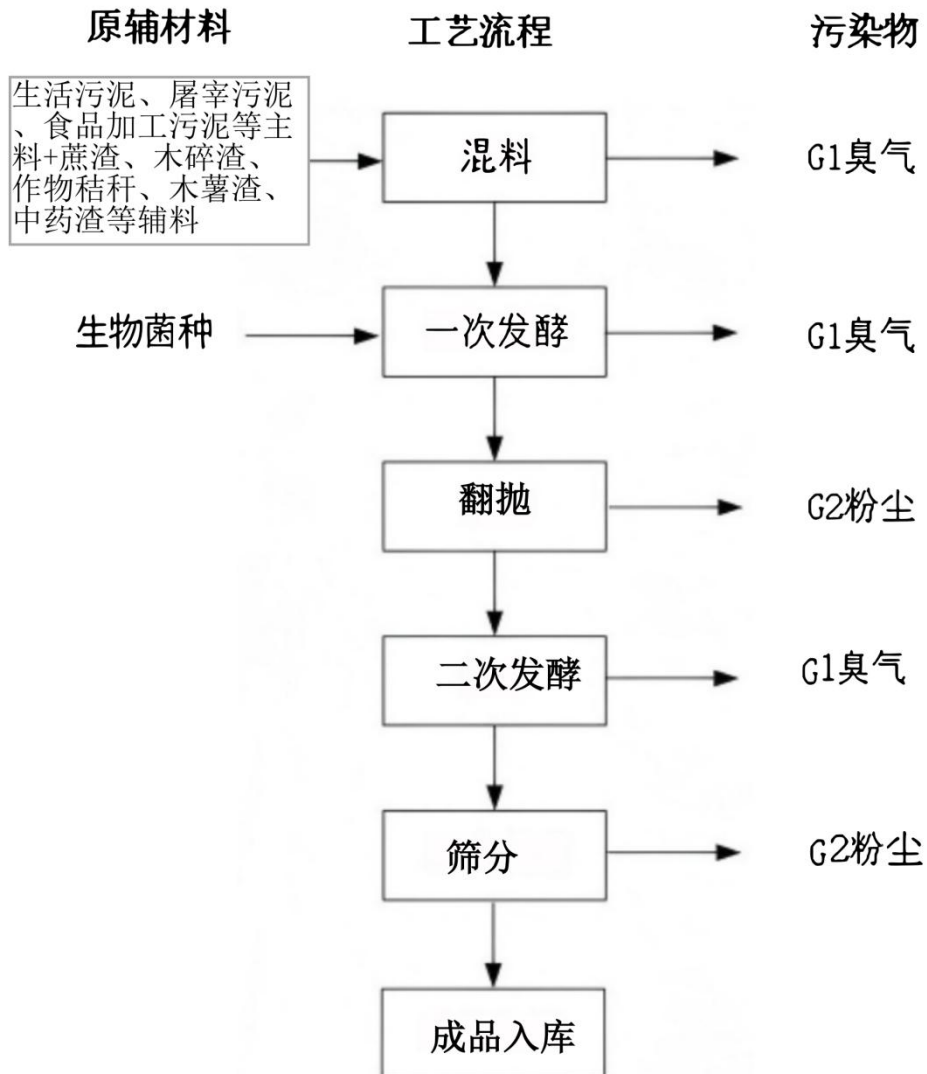 原辅材料
工艺流程
污染物
生活污泥、屠宰污泥
、食品加工污泥等主
料+蔗渣、木碎渣、
作物秸秆、木薯渣、
中药渣等辅料
混料
G1臭气
生物菌种
一次发酵
G1臭气
翻抛
G2粉尘
二次发酵
G1臭气
筛分
G2粉尘
成品入库